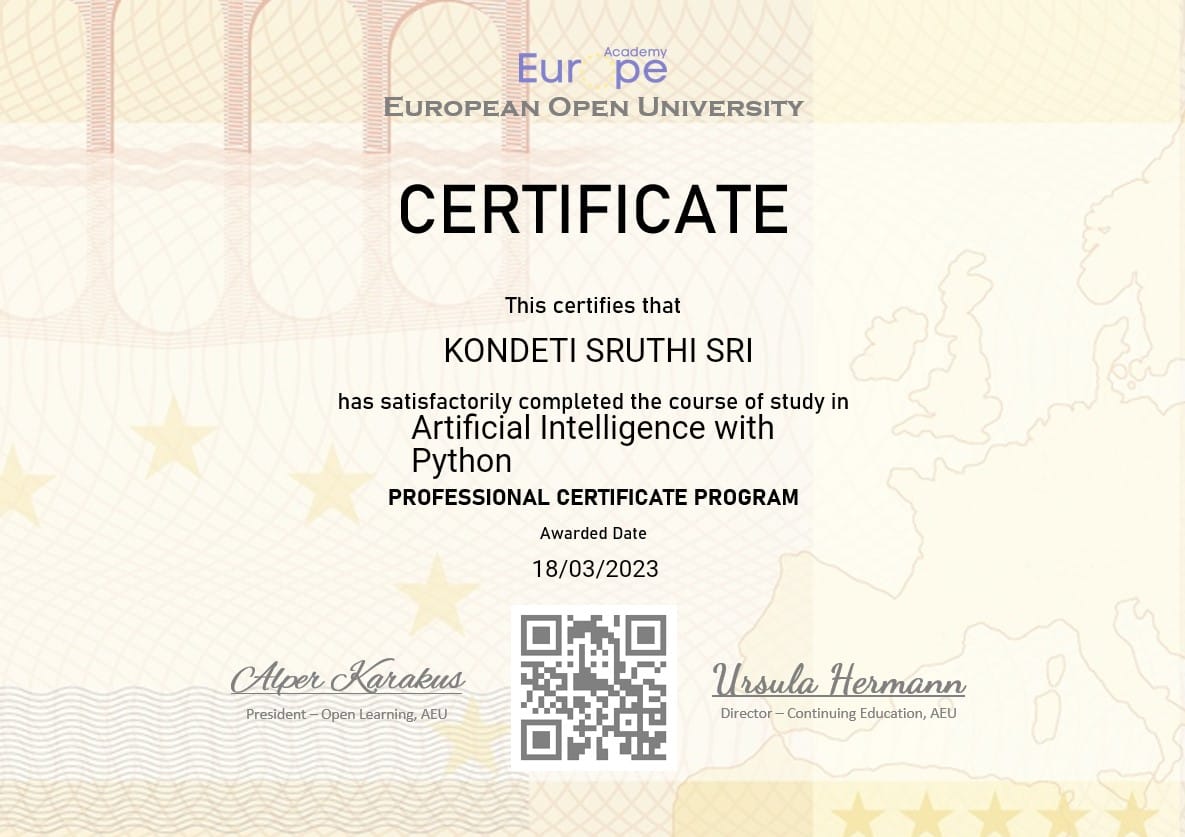 Academy
Europe
EUROPEAN OPEN UNIVERSITY
CERTIFICATE
This certifies that
KONDETI SRUTHI SRI
has satisfactorily completed the course of study in
Artificial Intelligence with
Python
PROFESSIONAL CERTIFICATE PROGRAM
Awarded Date
18/03/2023
Alper Karakus
President – Open Learning, AEU
Ursula Hermann
Director – Continuing Education, AEU